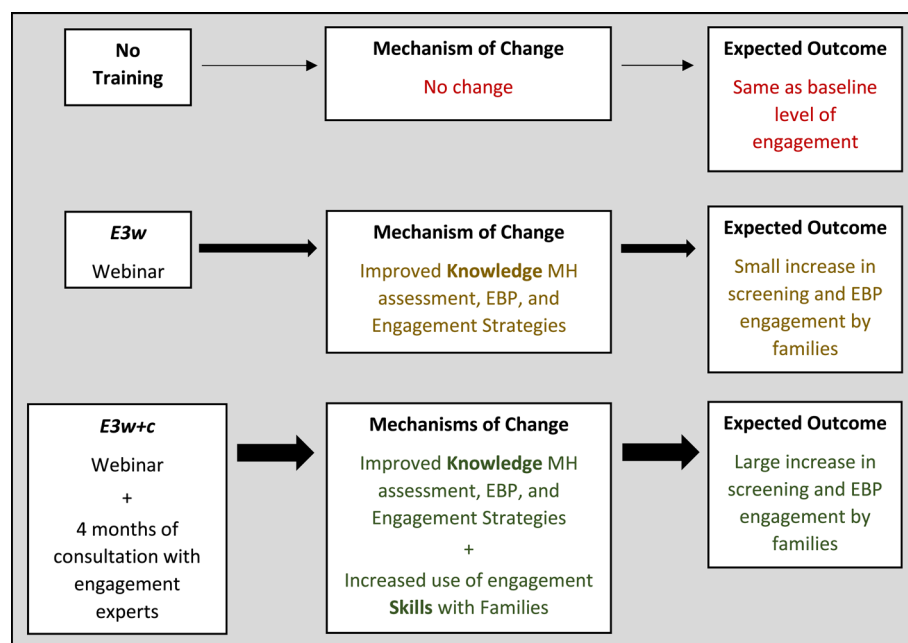 No
Training
Mechanism of Change
No change
Expected Outcome
Same as baseline
level of
engagement
E3w
Webinar
Mechanism of Change
Improved Knowledge MH
assessment, EBP, and
Engagement Strategies
Expected Outcome
Small increase in
screening and EBP
engagement by
families
E3w+c
Webinar
+
4 months of
consultation with
engagement
experts
Mechanisms of Change
Improved Knowledge MH
assessment, EBP, and
Engagement Strategies
+
Increased use of engagement
Skills with Families
Expected Outcome
Large increase in
screening and EBP
engagement by
families